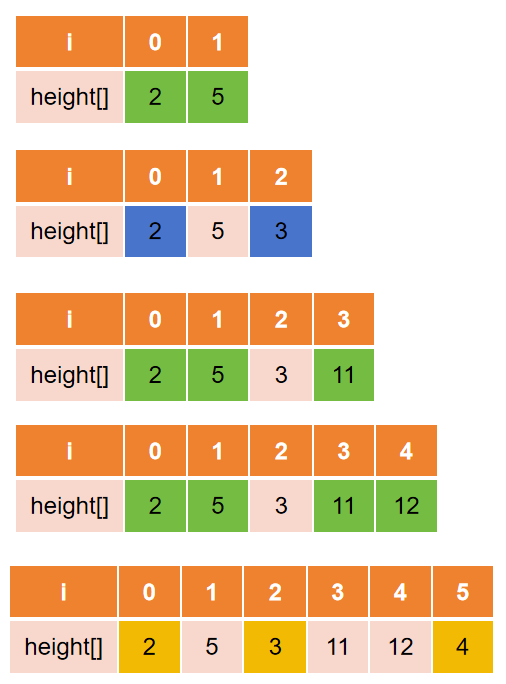 i 0 1
height[] 2 5
i 0 1 2
height[] 2 5 3
i 0 1 2 3
height[] 2 5 3 11
i 0 1 2 3 4
height[] 2 5 3 11 12
i 0 1 2 3 4 5
height[] 2 5 3 11 12 4